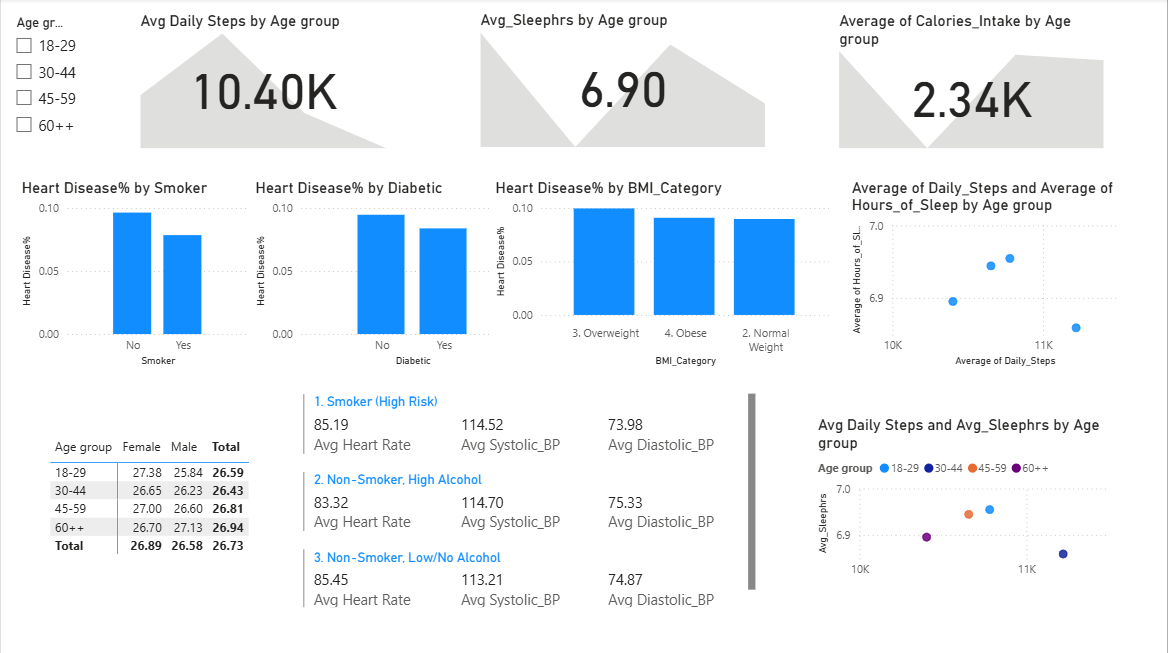 Age gr...
18-29
30-44
45-59
60++
Avg Daily Steps by Age group
10.40K
Avg_Sleephrs by Age group
6.90
Average of Calories_Intake by Age
group
2.34K
Heart Disease% by Smoker
Heart Disease%
0.10
0.05
0.00
No Yes
Smoker
Heart Disease% by Diabetic
Heart Disease%
0.10
0.05
0.00
No Yes
Diabetic
Heart Disease% by BMI_Category
Heart Disease%
0.10
0.05
0.00
3. Overweight 4. Obese 2. Normal
Weight
BMI_Category
Average of Daily_Steps and Average of
Hours_of_Sleep by Age group
Average of Hours_of_Sl...
7.0
6.9
10K 11K
Average of Daily_Steps
Age group Female Male Total
18-29 27.38 25.84 26.59
30-44 26.65 26.23 26.43
45-59 27.00 26.60 26.81
60++ 26.70 27.13 26.94
Total 26.89 26.58 26.73
1. Smoker (High Risk)
85.19 114.52 73.98
Avg Heart Rate Avg Systolic_BP Avg Diastolic_BP
2. Non-Smoker, High Alcohol
83.32 114.70 75.33
Avg Heart Rate Avg Systolic_BP Avg Diastolic_BP
3. Non-Smoker, Low/No Alcohol
85.45 113.21 74.87
Avg Heart Rate Avg Systolic_BP Avg Diastolic_BP
Avg Daily Steps and Avg_Sleephrs by Age
group
Age group 18-29 30-44 45-59 60++
Avg_Sleephrs
7.0
6.9
10K 11K